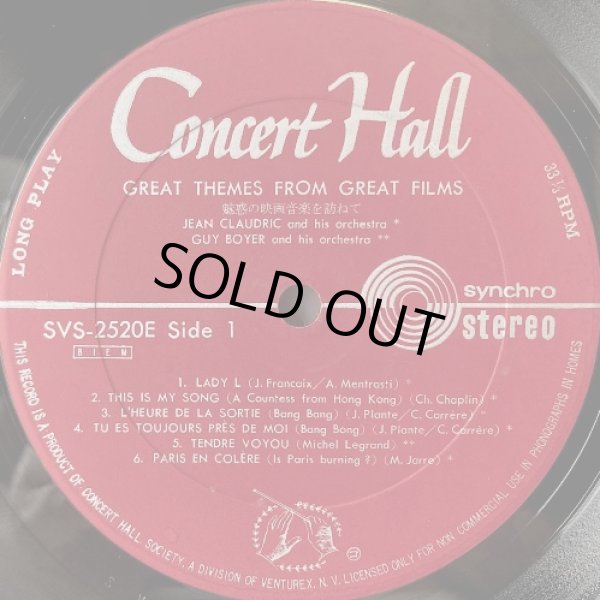 Concert Hall
GREAT THEMES FROM GREAT FILMS
魅惑の映画音楽を訪ねて
JEAN CLAUDRIC and his orchestra *
GUY BOYER and his orchestra **
LONG PLAY
33 1/3 RPM
SOLD OUT
synchro
stereo
SVS-2520E Side 1
BIEM
1. LADY L (J. Francaix/A. Mentrasti) *
2. THIS IS MY SONG (A Countess from Hong Kong) (Ch. Chaplin) *
3. L'HEURE DE LA SORTIE (Bang Bang) (J. Plante/C. Carrère) *
4. TU ES TOUJOURS PRÈS DE MOI (Bang Bang) (J. Plante/C. Carrère) *
5. TENDRE VOYOU (Michel Legrand) **
6. PARIS EN COLÈRE (Is Paris burning?) (M. Jarre) *
THIS RECORD IS A PRODUCT OF CONCERT HALL SOCIETY, A DIVISION OF VENTUREX, N. V. LICENSED ONLY FOR NON COMMERCIAL USE IN PHONOGRAPHS IN HOMES